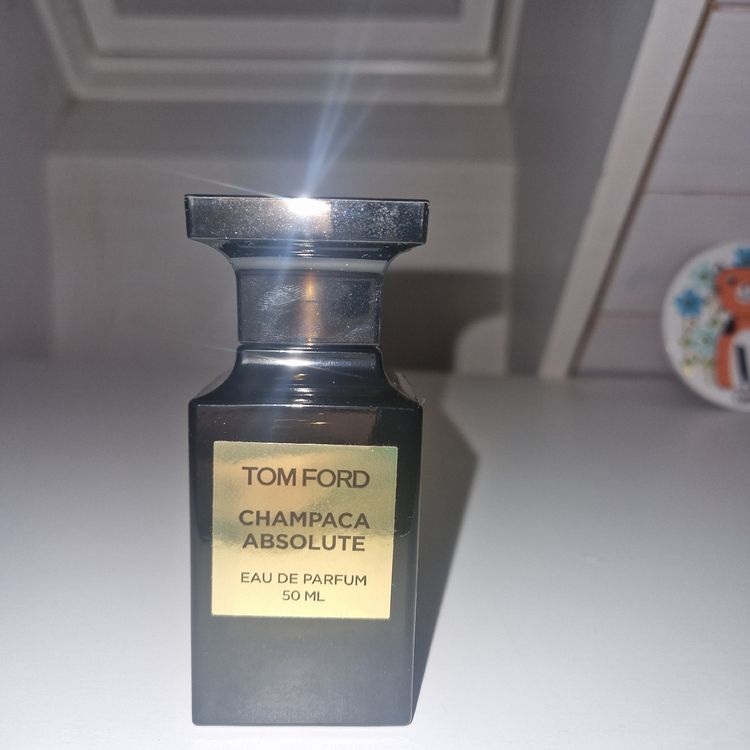 TOM FORD
CHAMPACA
ABSOLUTE
EAU DE PARFUM
50 ML